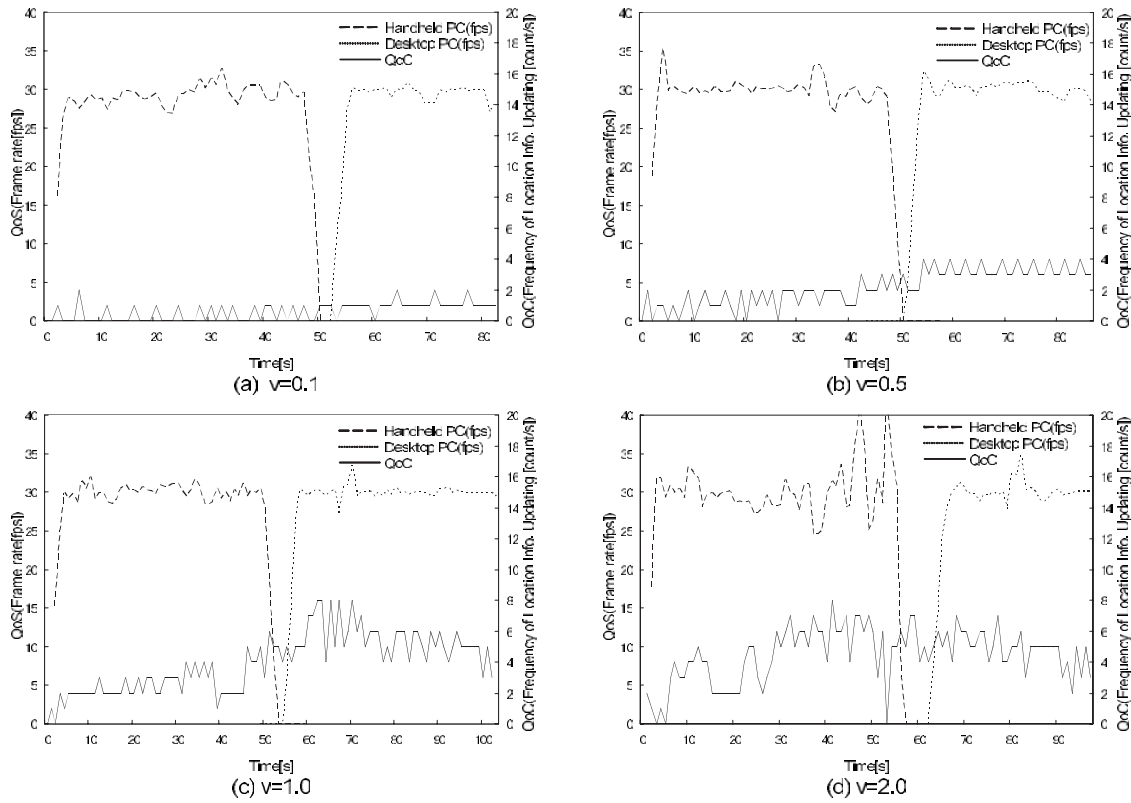 Handheld PC(fps)
Desktop PC(fps)
QoC
QoS(Frame rate[fps])
QoC(Frequency of Location Info. Updating [count/s])
40
35
30
25
20
15
10
5
0
20
18
16
14
12
10
8
6
4
2
0
0 10 20 30 40 50 60 70 80
Time[s]
(a) v=0.1
Handheld PC(fps)
Desktop PC(fps)
QoC
QoS(Frame rate[fps])
QoC(Frequency of Location Info. Updating [count/s])
40
35
30
25
20
15
10
5
0
20
18
16
14
12
10
8
6
4
2
0
0 10 20 30 40 50 60 70 80
Time[s]
(b) v=0.5
Handheld PC(fps)
Desktop PC(fps)
QoC
QoS(Frame rate[fps])
QoC(Frequency of Location Info. Updating [count/s])
40
35
30
25
20
15
10
5
0
20
18
16
14
12
10
8
6
4
2
0
0 10 20 30 40 50 60 70 80 90 100
Time[s]
(c) v=1.0
Handheld PC(fps)
Desktop PC(fps)
QoC
QoS(Frame rate[fps])
QoC(Frequency of Location Info. Updating [count/s])
40
35
30
25
20
15
10
5
0
20
18
16
14
12
10
8
6
4
2
0
0 10 20 30 40 50 60 70 80 90
Time[s]
(d) v=2.0